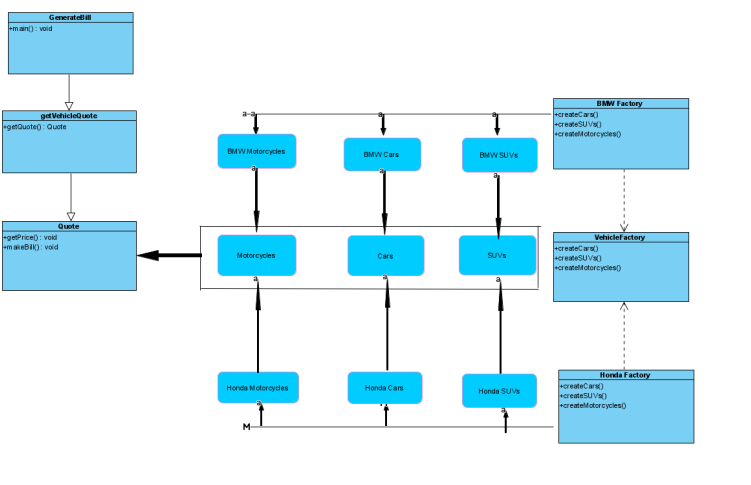 GenerateBill
+main() : void
getVehicleQuote
+getQuote() : Quote
Quote
+getPrice() : void
+makeBill() : void
a a
a
a
BMW Motorcycles
BMW Cars
BMW SUVs
a
a
a
Motorcycles
Cars
SUVs
a
a
a
Honda Motorcycles
Honda Cars
Honda SUVs
a
a
M
BMW Factory
+createCars()
+createSUVs()
+createMotorcycles()
VehicleFactory
+createCars()
+createSUVs()
+createMotorcycles()
Honda Factory
+createCars()
+createSUVs()
+createMotorcycles()